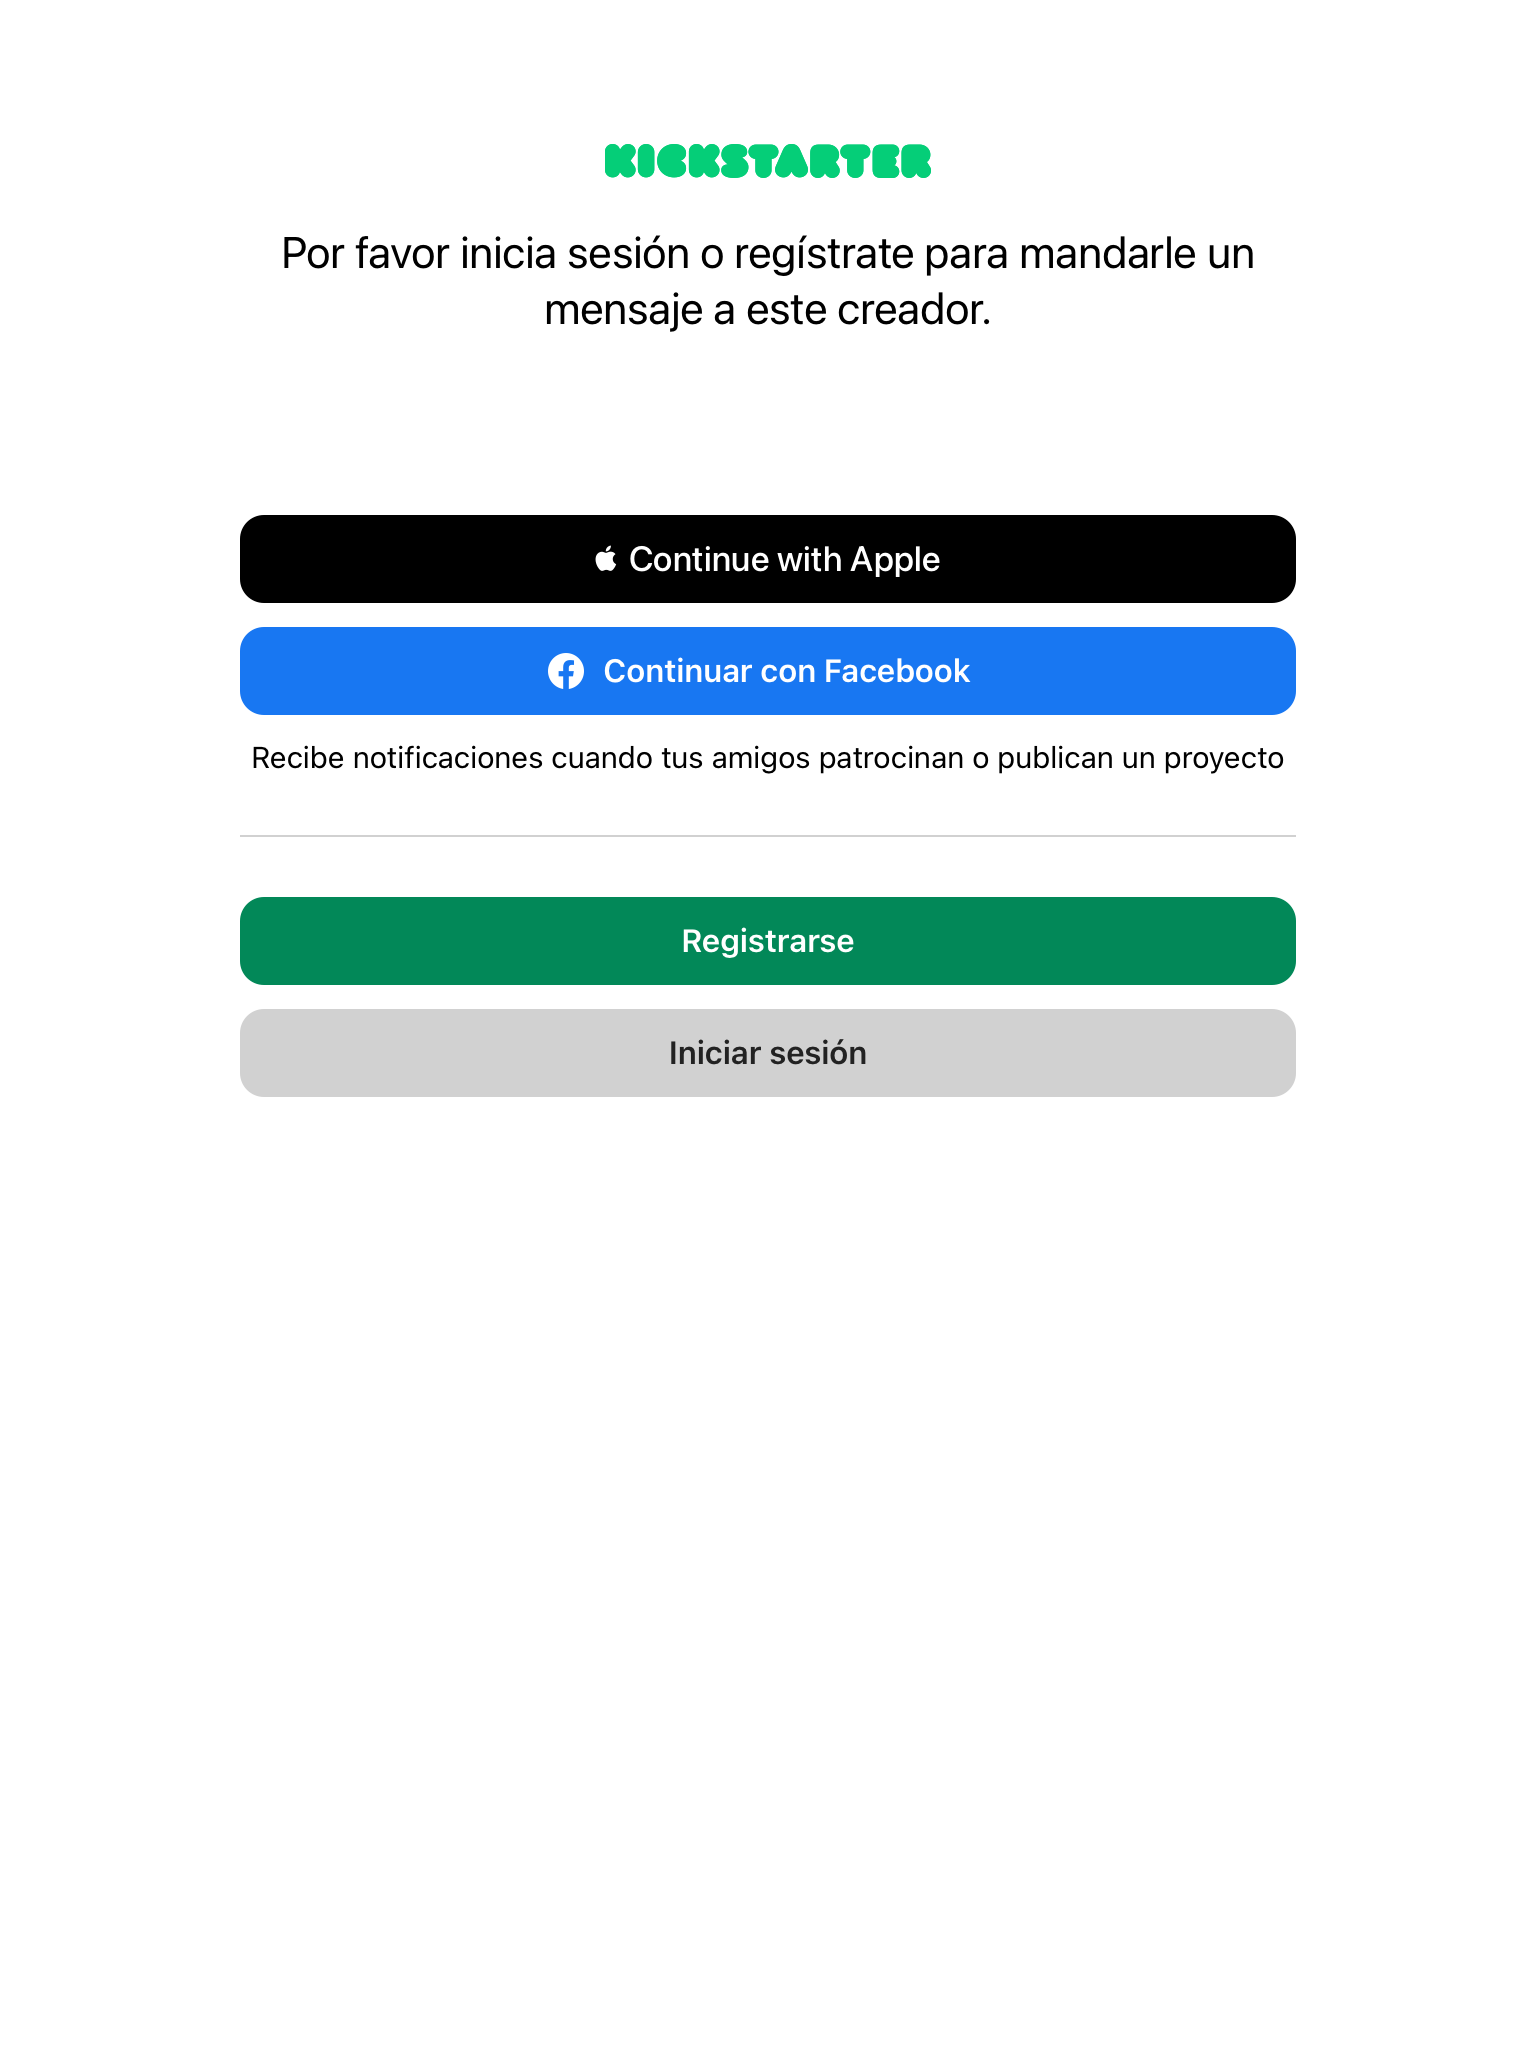 KICKSTARTER
Por favor inicia sesión o regístrate para mandarle un
mensaje a este creador.
Continue with Apple
Continuar con Facebook
Recibe notificaciones cuando tus amigos patrocinan o publican un proyecto
Registrarse
Iniciar sesión